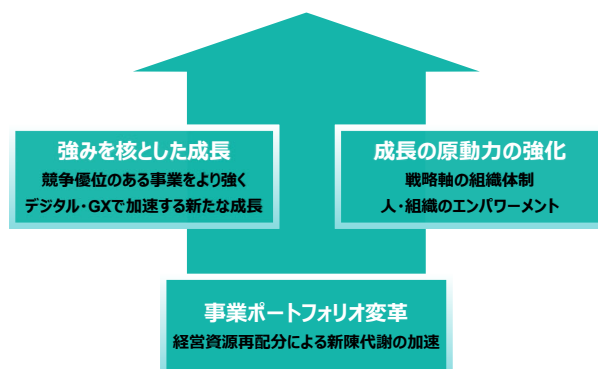 強みを核とした成長
競争優位のある事業をより強く
デジタル・GXで加速する新たな成長
成長の原動力の強化
戦略軸の組織体制
人・組織のエンパワーメント
事業ポートフォリオ変革
経営資源再配分による新陳代謝の加速